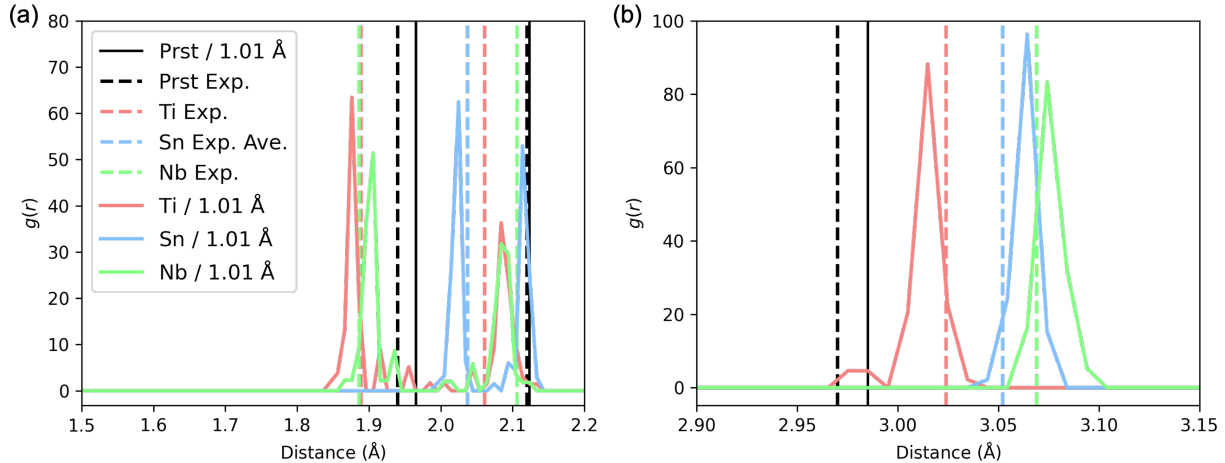 (a)
80
70
60
50
40
30
20
10
0
g(r)
Prst / 1.01 Å
Prst Exp.
Ti Exp.
Sn Exp. Ave.
Nb Exp.
Ti / 1.01 Å
Sn / 1.01 Å
Nb / 1.01 Å
1.5 1.6 1.7 1.8 1.9 2.0 2.1 2.2
Distance (Å)
(b)
100
80
60
40
20
0
g(r)
2.90 2.95 3.00 3.05 3.10 3.15
Distance (Å)